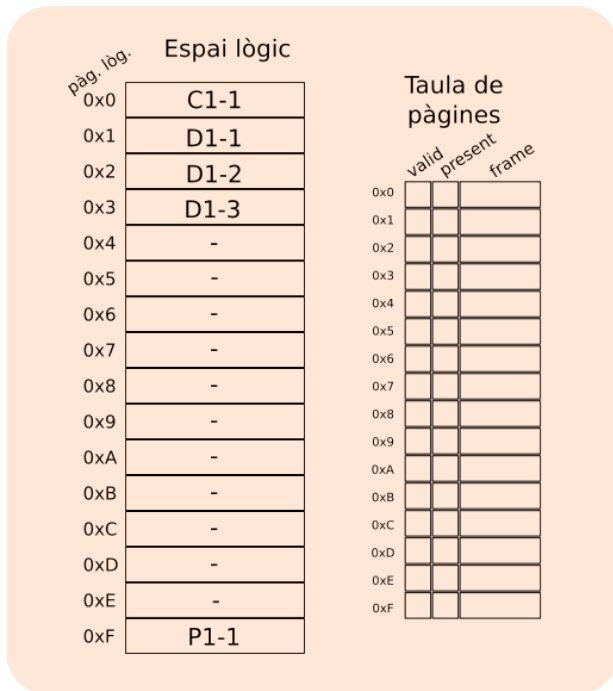 Espai lògic
pàg. lòg.
0x0 C1-1
0x1 D1-1
0x2 D1-2
0x3 D1-3
0x4 -
0x5 -
0x6 -
0x7 -
0x8 -
0x9 -
0xA -
0xB -
0xC -
0xD -
0xE -
0xF P1-1
Taula de
pàgines
valid present frame
0x0
0x1
0x2
0x3
0x4
0x5
0x6
0x7
0x8
0x9
0xA
0xB
0xC
0xD
0xE
0xF